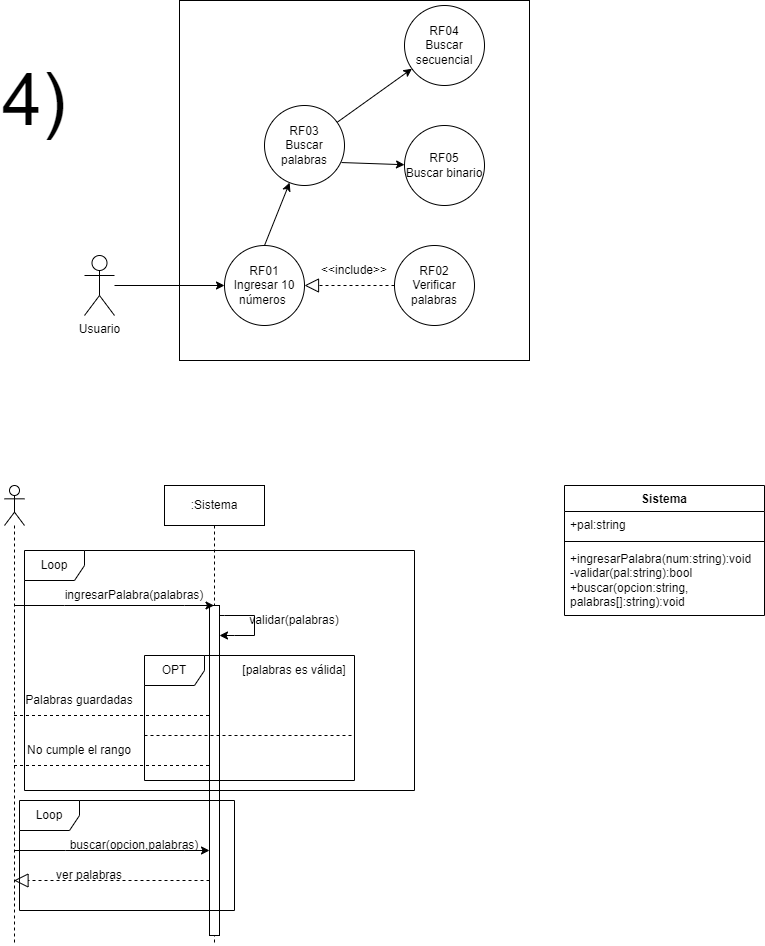 4)
RF04
Buscar
secuencial
RF03
Buscar
palabras
RF05
Buscar binario
RF01
Ingresar 10
números
<<include>>
RF02
Verificar
palabras
Usuario
:Sistema
Loop
ingresarPalabra(palabras)
validar(palabras)
OPT
[palabras es válida]
Palabras guardadas
No cumple el rango
Loop
buscar(opcion,palabras)
ver palabras
Sistema
+pal:string
+ingresarPalabra(num:string):void
-validar(pal:string):bool
+buscar(opcion:string,
palabras[]:string):void